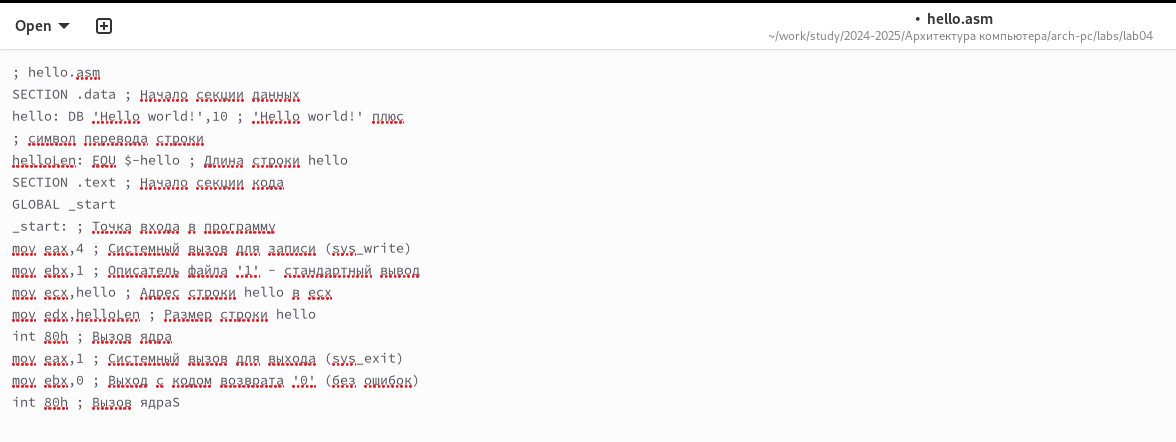 Open
• hello.asm
~/work/study/2024-2025/Архитектура компьютера/arch-pc/labs/lab04
; hello.asm
SECTION .data ; Начало секции данных
hello: DB 'Hello world!',10 ; 'Hello world!' плюс
; символ перевода строки
helloLen: EQU $-hello ; Длина строки hello
SECTION .text ; Начало секции кода
GLOBAL _start
_start: ; Точка входа в программу
mov eax,4 ; Системный вызов для записи (sys_write)
mov ebx,1 ; Описатель файла '1' - стандартный вывод
mov ecx,hello ; Адрес строки hello в ecx
mov edx,helloLen ; Размер строки hello
int 80h ; Вызов ядра
mov eax,1 ; Системный вызов для выхода (sys_exit)
mov ebx,0 ; Выход с кодом возврата '0' (без ошибок)
int 80h ; Вызов ядраS